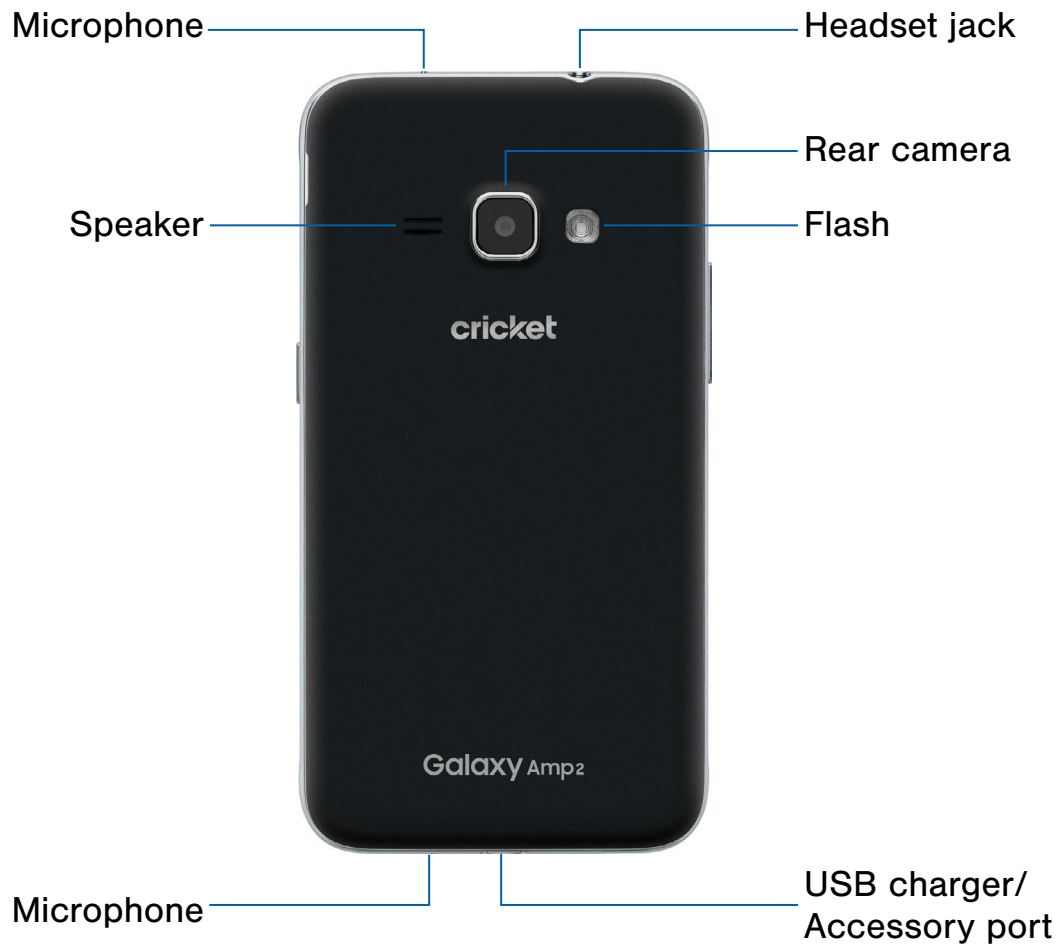 Microphone
Headset jack
Rear camera
Speaker
Flash
cricket
Galaxy Amp2
Microphone
USB charger/
Accessory port